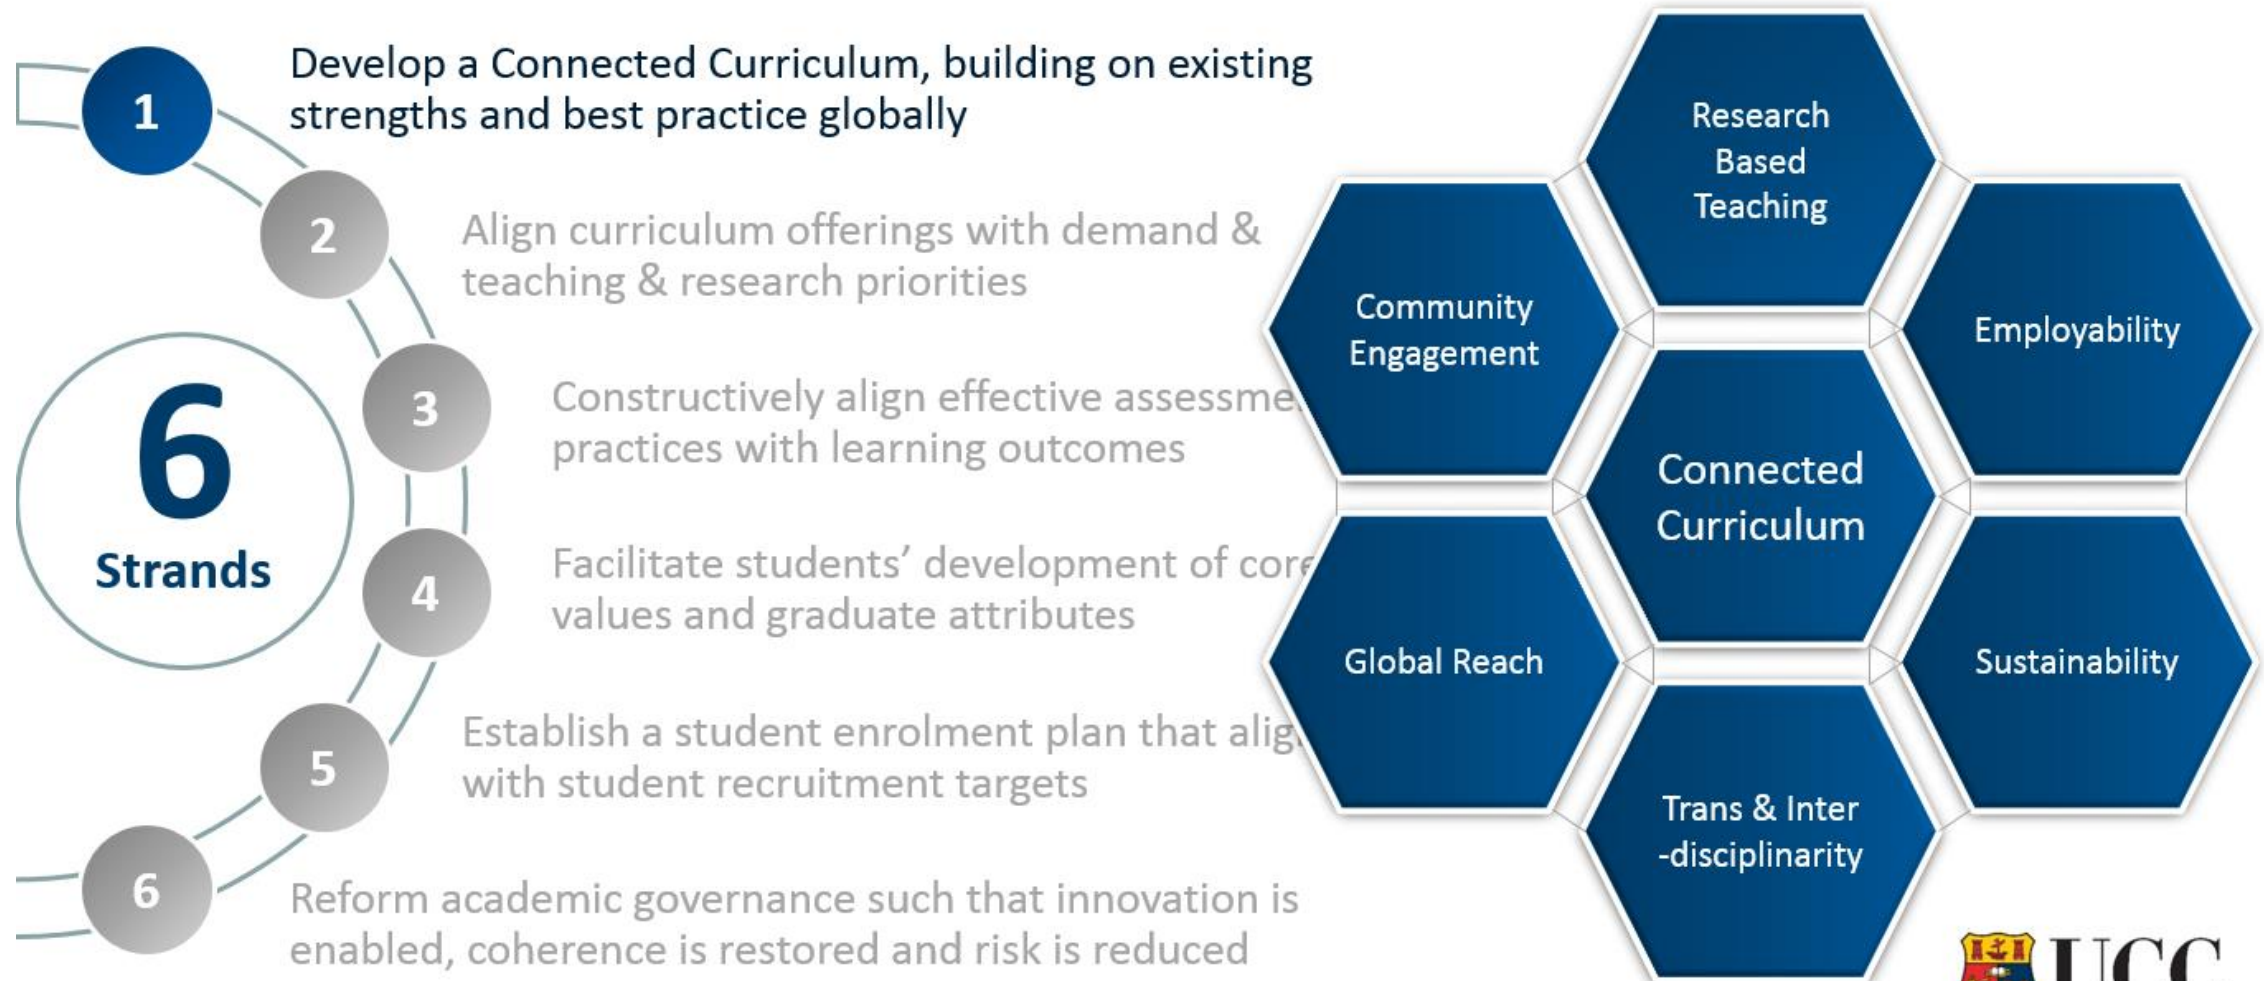 1
Develop a Connected Curriculum, building on existing
strengths and best practice globally
2
Align curriculum offerings with demand &
teaching & research priorities
3
Constructively align effective
practices with learning outcomes
4
Facilitate students’ development of core
values and graduate attributes
5
Establish a student enrolment plan that
with student recruitment targets
6
Reform academic governance such that innovation is
enabled, coherence is restored and risk is reduced
6
Strands
Research
Based
Teaching
Community
Engagement
Employability
Connected
Curriculum
Global Reach
Sustainability
Trans & Inter
-disciplinarity
UCC